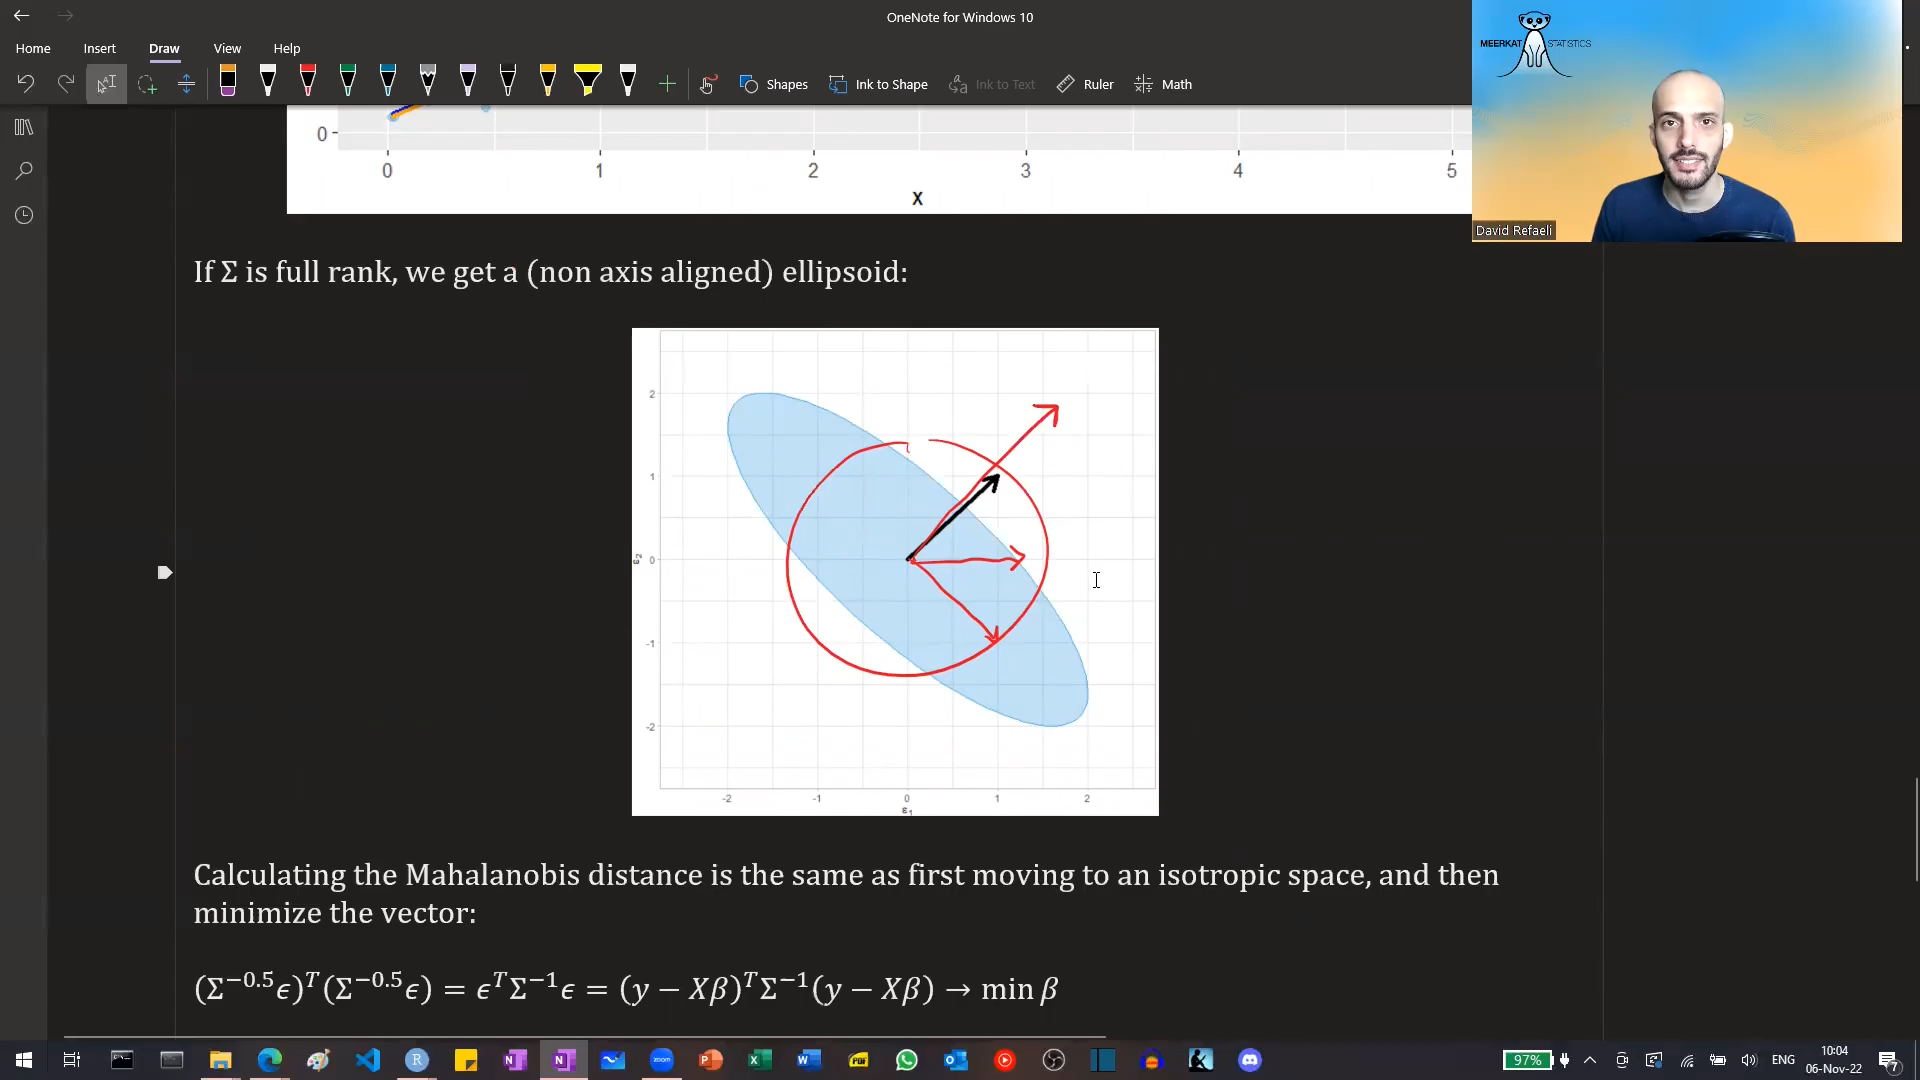 OneNote for Windows 10
Home Insert Draw View Help
Shapes Ink to Shape Ink to Text Ruler Math
MEERKAT STATISTICS
David Refaeli
0
0 1 2 3 4 5
X
If Σ is full rank, we get a (non axis aligned) ellipsoid:
2
1
0
-1
-2
ε₂
-2 -1 0 1 2
ε₁
Calculating the Mahalanobis distance is the same as first moving to an isotropic space, and then
minimize the vector:
(Σ^{−0.5}ϵ)^T(Σ^{−0.5}ϵ) = ϵ^TΣ^{−1}ϵ = (y − Xβ)^TΣ^{−1}(y − Xβ) → min β
97% ENG 10:04
06-Nov-22 7